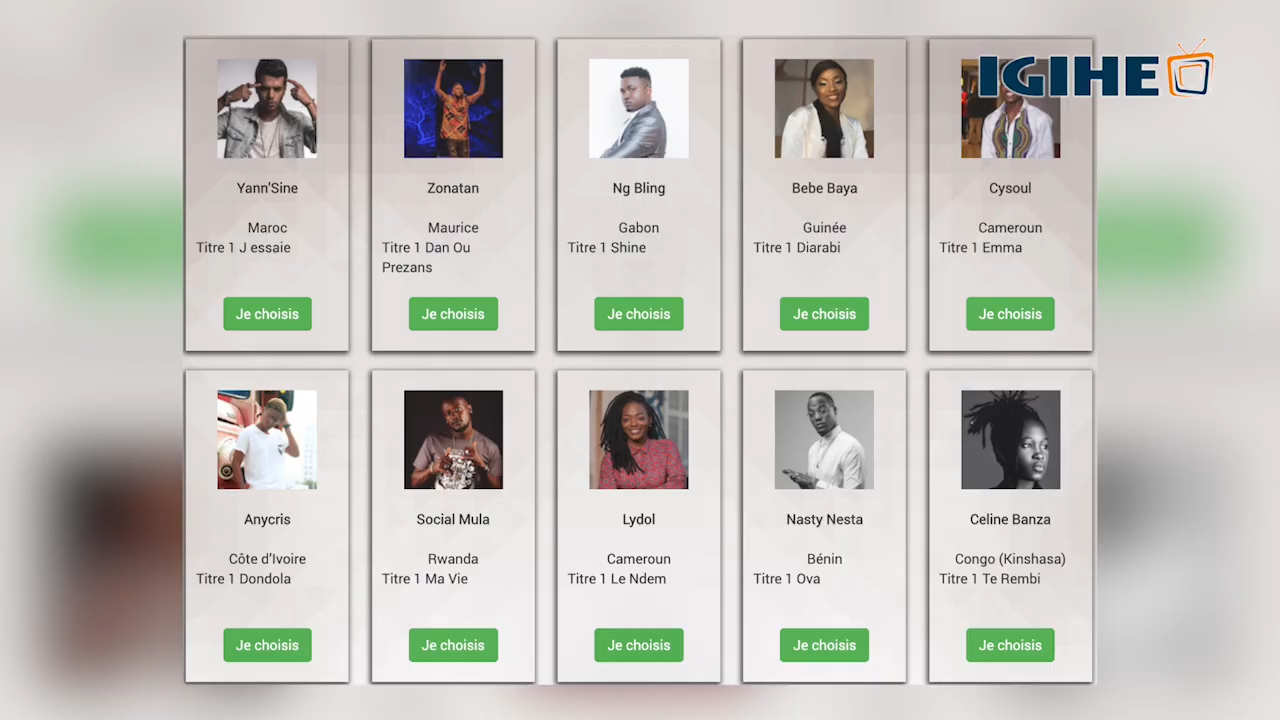 IGIHE
Yann'Sine
Maroc
Titre 1 J essaie
Je choisis
Zonatan
Maurice
Titre 1 Dan Ou
Prezans
Je choisis
Ng Bling
Gabon
Titre 1 Shine
Je choisis
Bebe Baya
Guinée
Titre 1 Diarabi
Je choisis
Cysoul
Cameroun
Titre 1 Emma
Je choisis
Anycris
Côte d'Ivoire
Titre 1 Dondola
Je choisis
Social Mula
Rwanda
Titre 1 Ma Vie
Je choisis
Lydol
Cameroun
Titre 1 Le Ndem
Je choisis
Nasty Nesta
Bénin
Titre 1 Ova
Je choisis
Celine Banza
Congo (Kinshasa)
Titre 1 Te Rembi
Je choisis